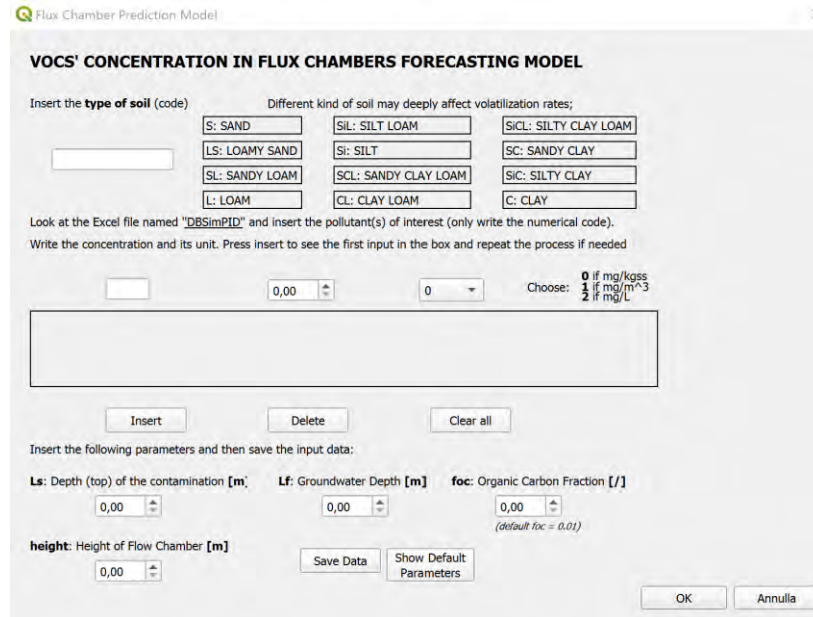 Flux Chamber Prediction Model
VOCS' CONCENTRATION IN FLUX CHAMBERS FORECASTING MODEL
Insert the type of soil (code) Different kind of soil may deeply affect volatilization rates;
S: SAND SiL: SILT LOAM SiCL: SILTY CLAY LOAM
LS: LOAMY SAND Si: SILT SC: SANDY CLAY
SL: SANDY LOAM SCL: SANDY CLAY LOAM SiC: SILTY CLAY
L: LOAM CL: CLAY LOAM C: CLAY
Look at the Excel file named "DBSimPID" and insert the pollutant(s) of interest (only write the numerical code).
Write the concentration and its unit. Press insert to see the first input in the box and repeat the process if needed
0 if mg/kgss
0,00 0 Choose: 1 if mg/m^3
2 if mg/L
Insert Delete Clear all
Insert the following parameters and then save the input data:
Ls: Depth (top) of the contamination [m] Lf: Groundwater Depth [m] foc: Organic Carbon Fraction [/]
0,00 0,00 0,00
(default foc = 0.01)
height: Height of Flow Chamber [m]
0,00 Save Data Show Default
Parameters
OK Annulla